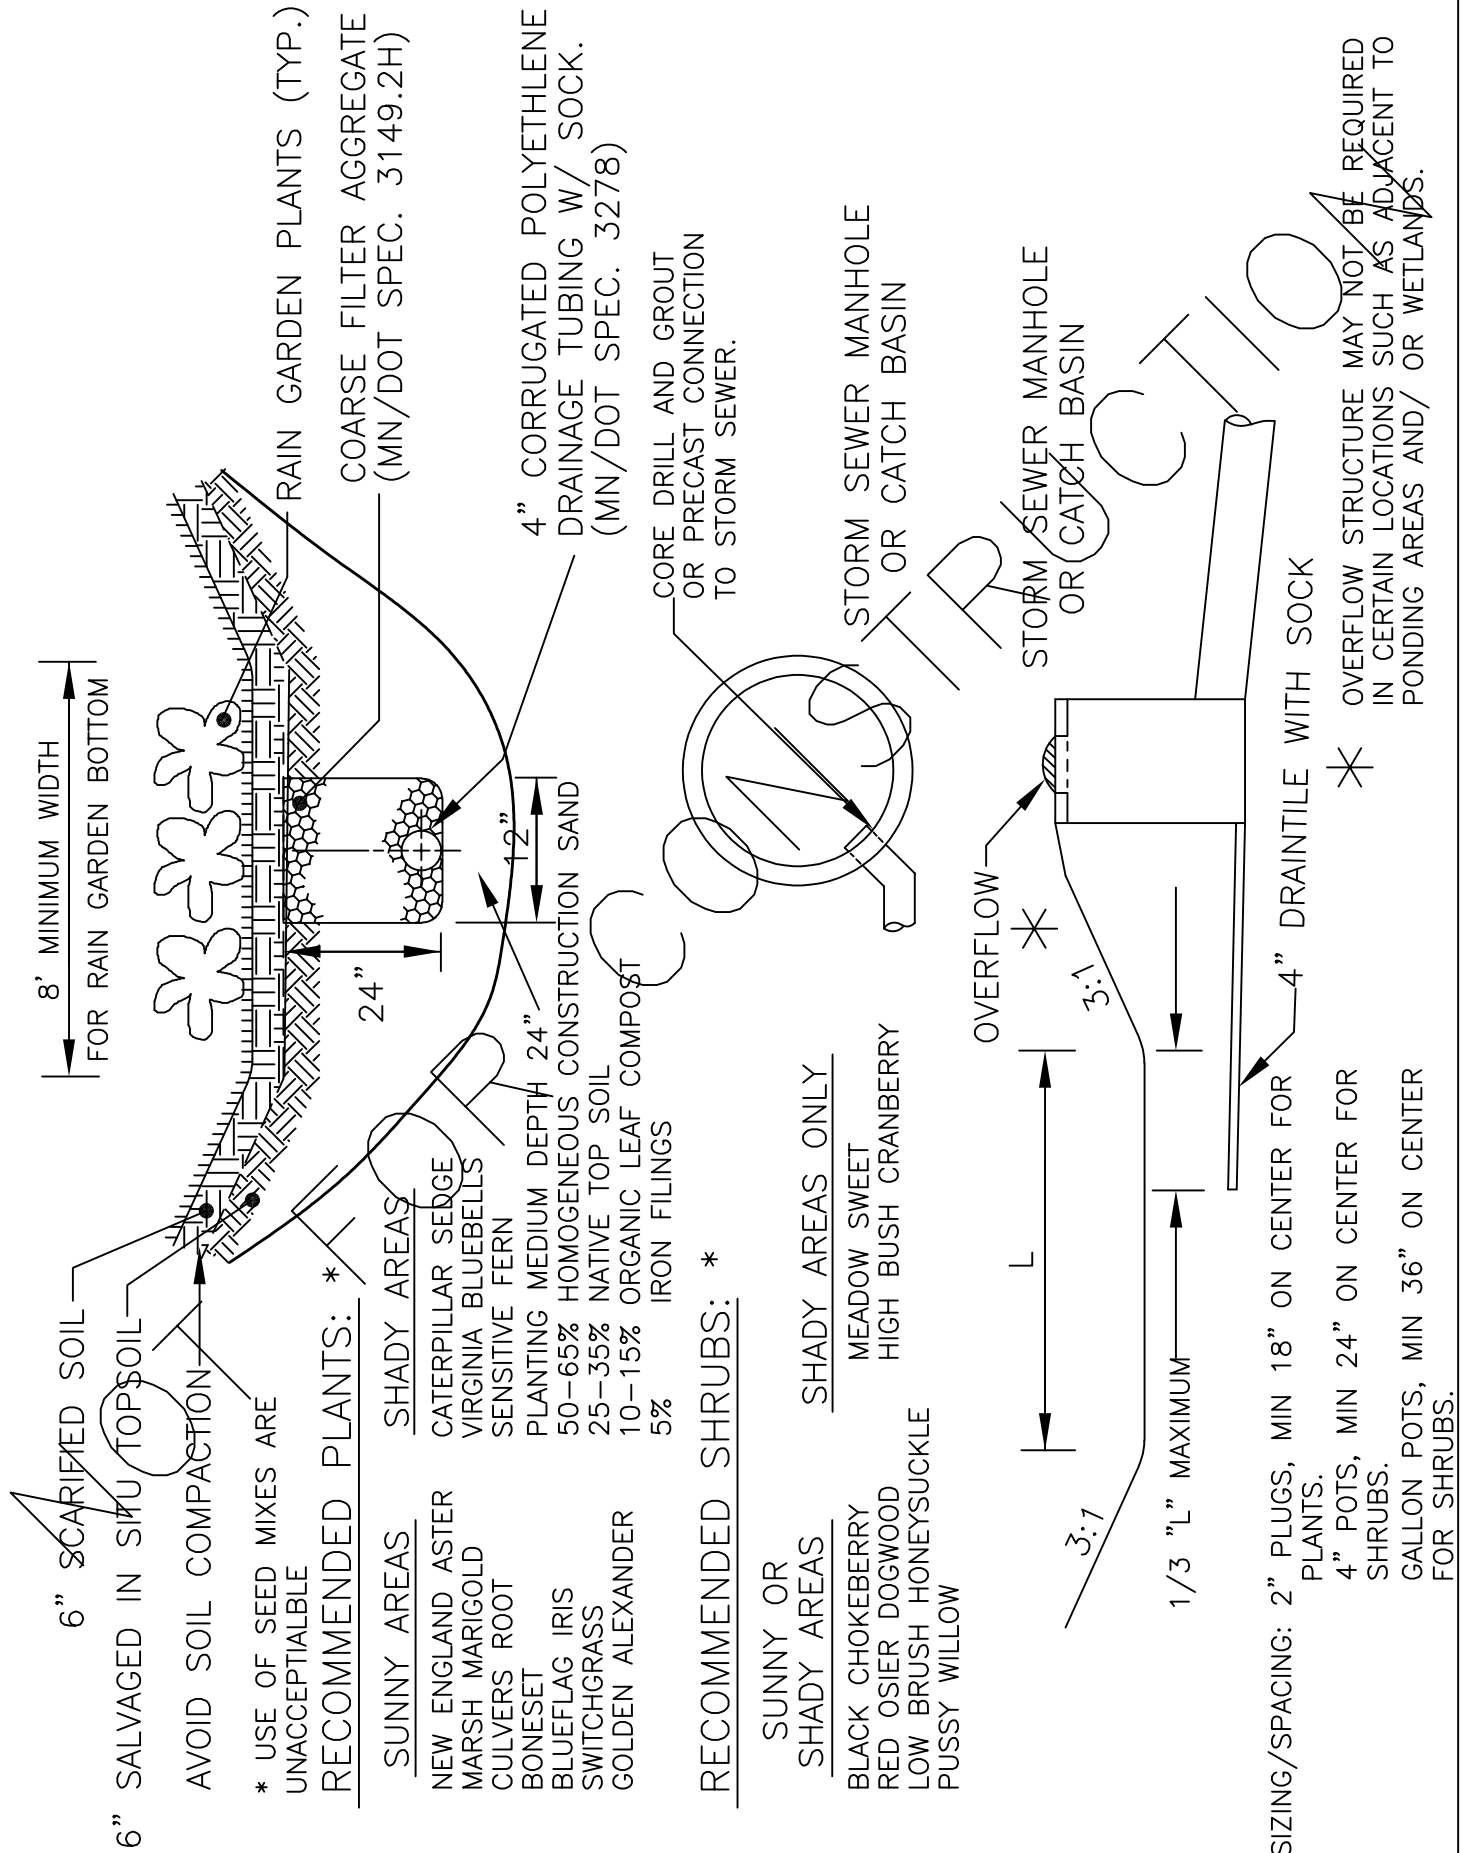 8' MINIMUM WIDTH
FOR RAIN GARDEN BOTTOM
RAIN GARDEN PLANTS (TYP.)
COARSE FILTER AGGREGATE
(MN/DOT SPEC. 3149.2H)
4" CORRUGATED POLYETHLENE
DRAINAGE TUBING W/ SOCK.
(MN/DOT SPEC. 3278)
6" SCARIFIED SOIL
6" SALVAGED IN SITU TOPSOIL
AVOID SOIL COMPACTION
24"
12"
* USE OF SEED MIXES ARE
UNACCEPTIALBLE
RECOMMENDED PLANTS: *
SUNNY AREAS
NEW ENGLAND ASTER
MARSH MARIGOLD
CULVERS ROOT
BONESET
BLUEFLAG IRIS
SWITCHGRASS
GOLDEN ALEXANDER
SHADY AREAS
CATERPILLAR SEDGE
VIRGINIA BLUEBELLS
SENSITIVE FERN
PLANTING MEDIUM DEPTH 24"
50-65% HOMOGENEOUS CONSTRUCTION SAND
25-35% NATIVE TOP SOIL
10-15% ORGANIC LEAF COMPOST
5% IRON FILINGS
CORE DRILL AND GROUT
OR PRECAST CONNECTION
TO STORM SEWER.
STORM SEWER MANHOLE
OR CATCH BASIN
RECOMMENDED SHRUBS: *
SUNNY OR
SHADY AREAS
BLACK CHOKEBERRY
RED OSIER DOGWOOD
LOW BRUSH HONEYSUCKLE
PUSSY WILLOW
SHADY AREAS ONLY
MEADOW SWEET
HIGH BUSH CRANBERRY
OVERFLOW
STORM SEWER MANHOLE
OR CATCH BASIN
3:1
L
3:1
1/3 "L" MAXIMUM
4" DRAINTILE WITH SOCK
SIZING/SPACING: 2" PLUGS, MIN 18" ON CENTER FOR
PLANTS.
4" POTS, MIN 24" ON CENTER FOR
SHRUBS.
GALLON POTS, MIN 36" ON CENTER
FOR SHRUBS.
* OVERFLOW STRUCTURE MAY NOT BE REQUIRED
IN CERTAIN LOCATIONS SUCH AS ADJACENT TO
PONDING AREAS AND/ OR WETLANDS.
NOT FOR CONSTRUCTION